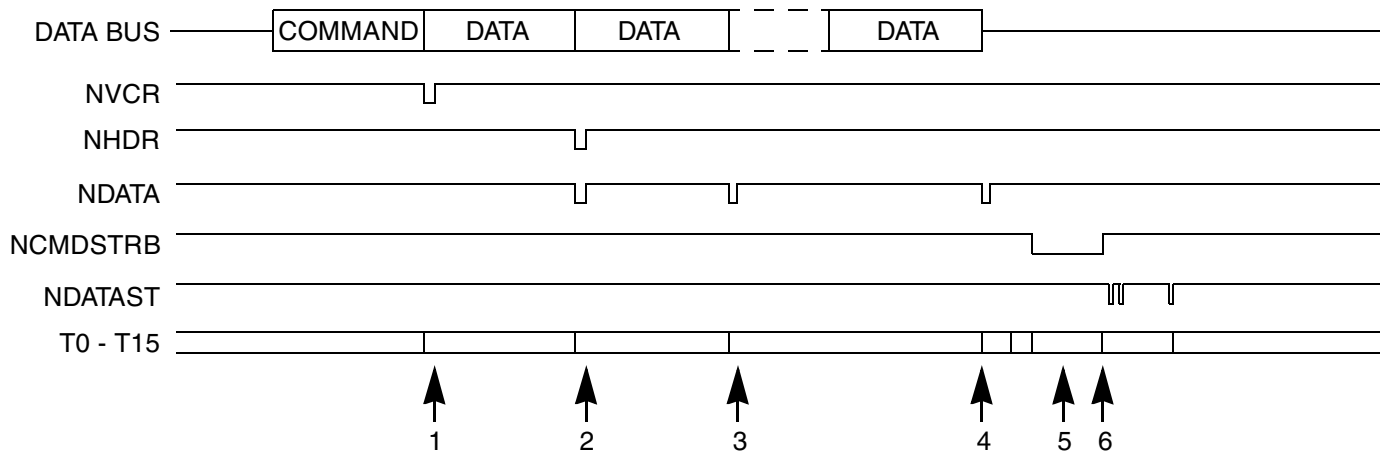 DATA BUS COMMAND DATA DATA DATA
NVCR
NHDR
NDATA
NCMDSTRB
NDATAST
T0 - T15
1 2 3 4 5 6